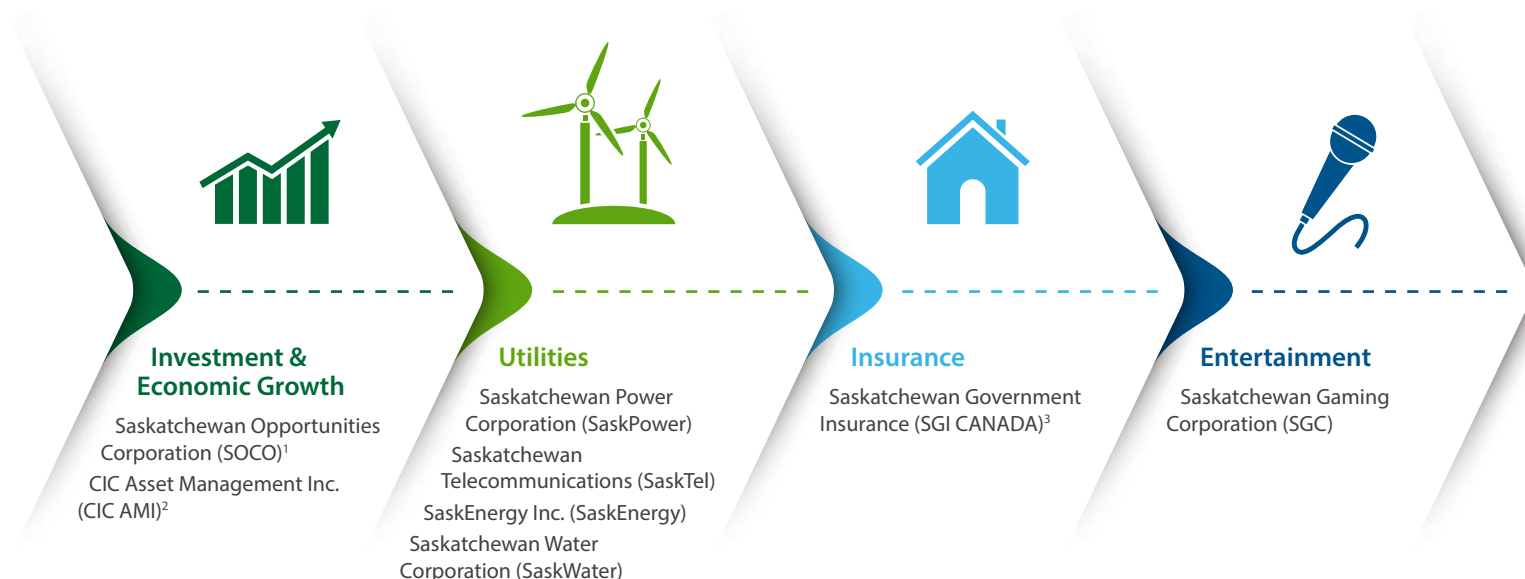 Investment &
Economic Growth
Saskatchewan Opportunities
Corporation (SOCO)¹
CIC Asset Management Inc.
(CIC AMI)²
Utilities
Saskatchewan Power
Corporation (SaskPower)
Saskatchewan
Telecommunications (SaskTel)
SaskEnergy Inc. (SaskEnergy)
Saskatchewan Water
Corporation (SaskWater)
Insurance
Saskatchewan Government
Insurance (SGI CANADA)³
Entertainment
Saskatchewan Gaming
Corporation (SGC)